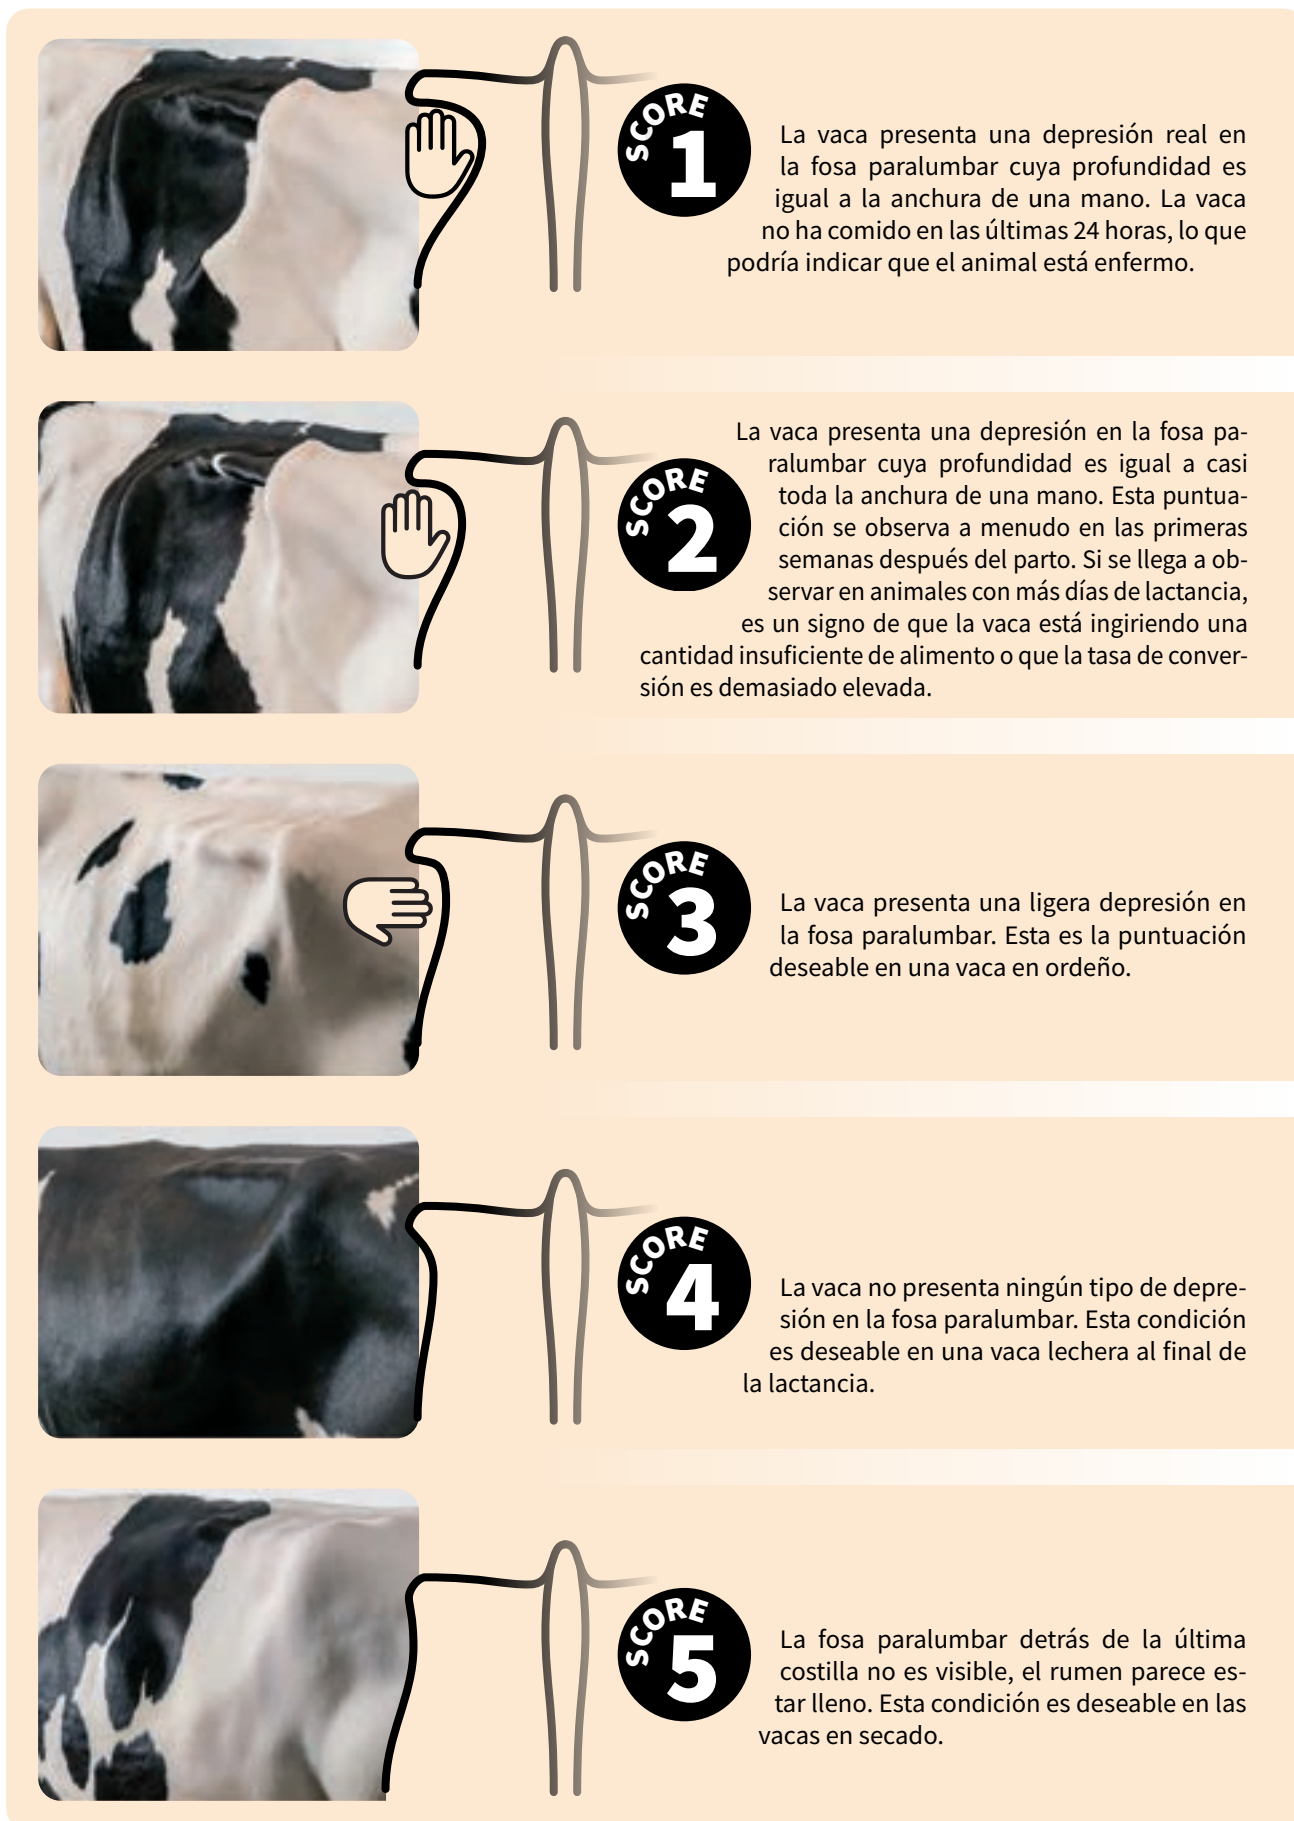 SCORE
1
La vaca presenta una depresión real en
la fosa paralumbar cuya profundidad es
igual a la anchura de una mano. La vaca
no ha comido en las últimas 24 horas, lo que
podría indicar que el animal está enfermo.
SCORE
2
La vaca presenta una depresión en la fosa pa-
ralumbar cuya profundidad es igual a casi
toda la anchura de una mano. Esta puntua-
ción se observa a menudo en las primeras
semanas después del parto. Si se llega a ob-
servar en animales con más días de lactancia,
es un signo de que la vaca está ingiriendo una
cantidad insuficiente de alimento o que la tasa de conver-
sión es demasiado elevada.
SCORE
3
La vaca presenta una ligera depresión en
la fosa paralumbar. Esta es la puntuación
deseable en una vaca en ordeño.
SCORE
4
La vaca no presenta ningún tipo de depre-
sión en la fosa paralumbar. Esta condición
es deseable en una vaca lechera al final de
la lactancia.
SCORE
5
La fosa paralumbar detrás de la última
costilla no es visible, el rumen parece es-
tar lleno. Esta condición es deseable en las
vacas en secado.